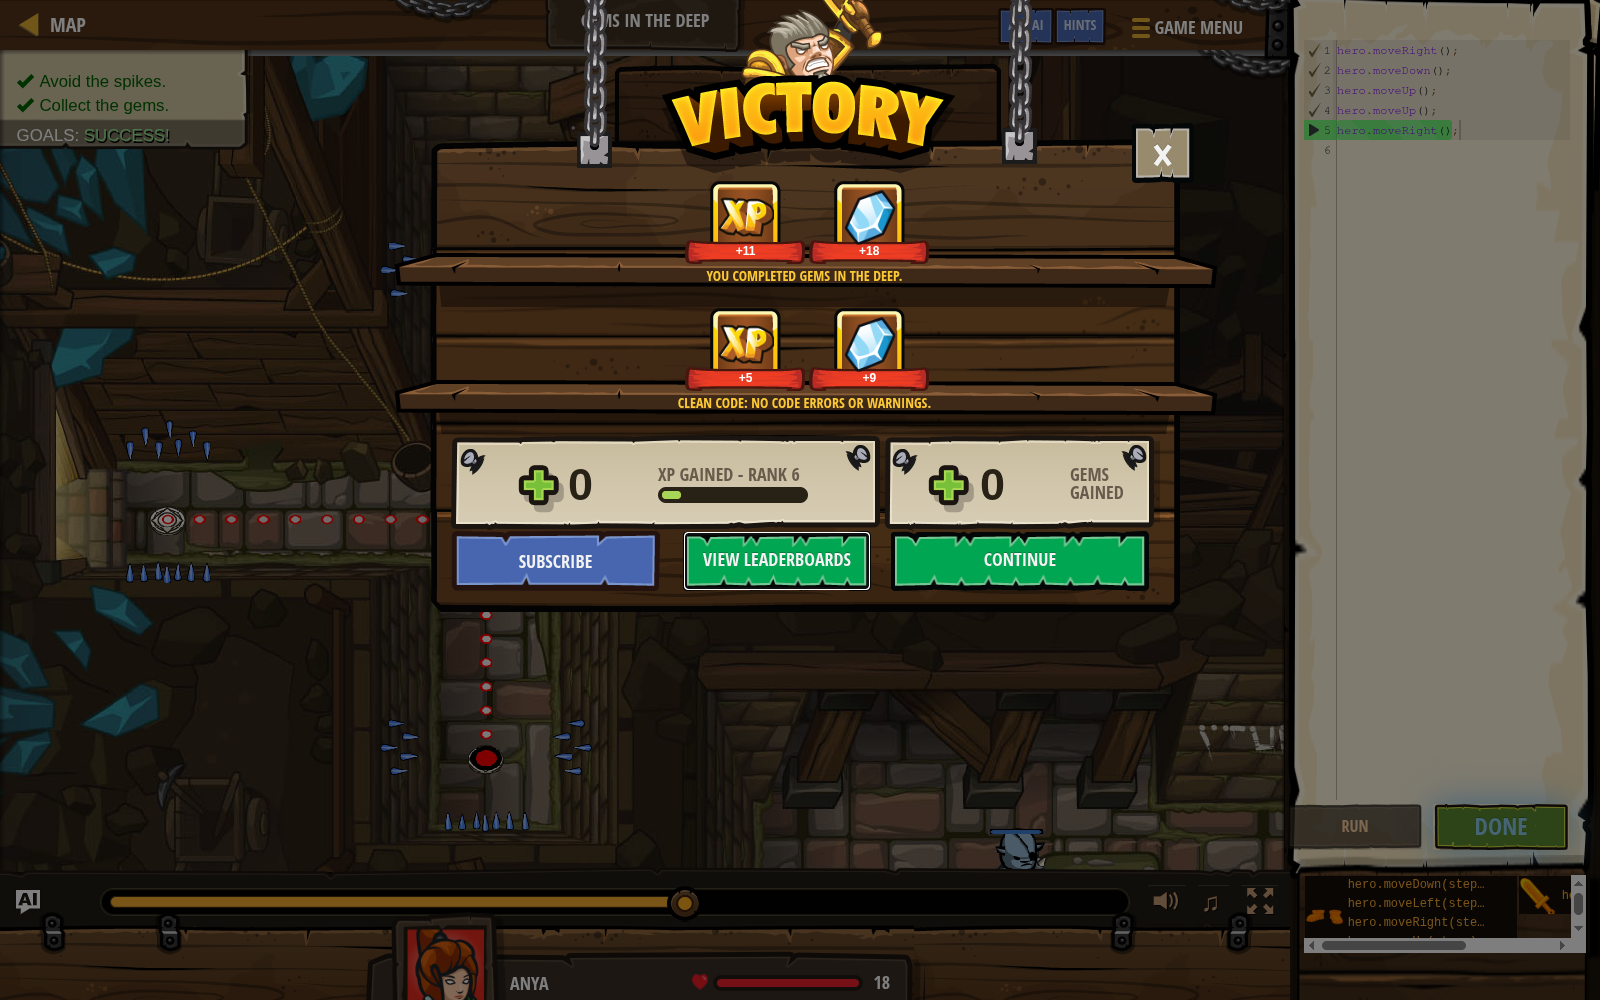 Map
GEMS IN THE DEEP
AI
HINTS
GAME MENU
Avoid the spikes.
Collect the gems.
GOALS: SUCCESS!
VICTORY
×
XP
+11
+18
YOU COMPLETED GEMS IN THE DEEP.
XP
+5
+9
CLEAN CODE: NO CODE ERRORS OR WARNINGS.
0
XP GAINED - RANK 6
0
GEMS
GAINED
SUBSCRIBE
VIEW LEADERBOARDS
CONTINUE
1 hero.moveRight();
2 hero.moveDown();
3 hero.moveUp();
4 hero.moveUp();
5 hero.moveRight();
6
RUN
DONE
hero.moveDown(step…
hero.moveLeft(step…
hero.moveRight(ste…
AI
ANYA
18